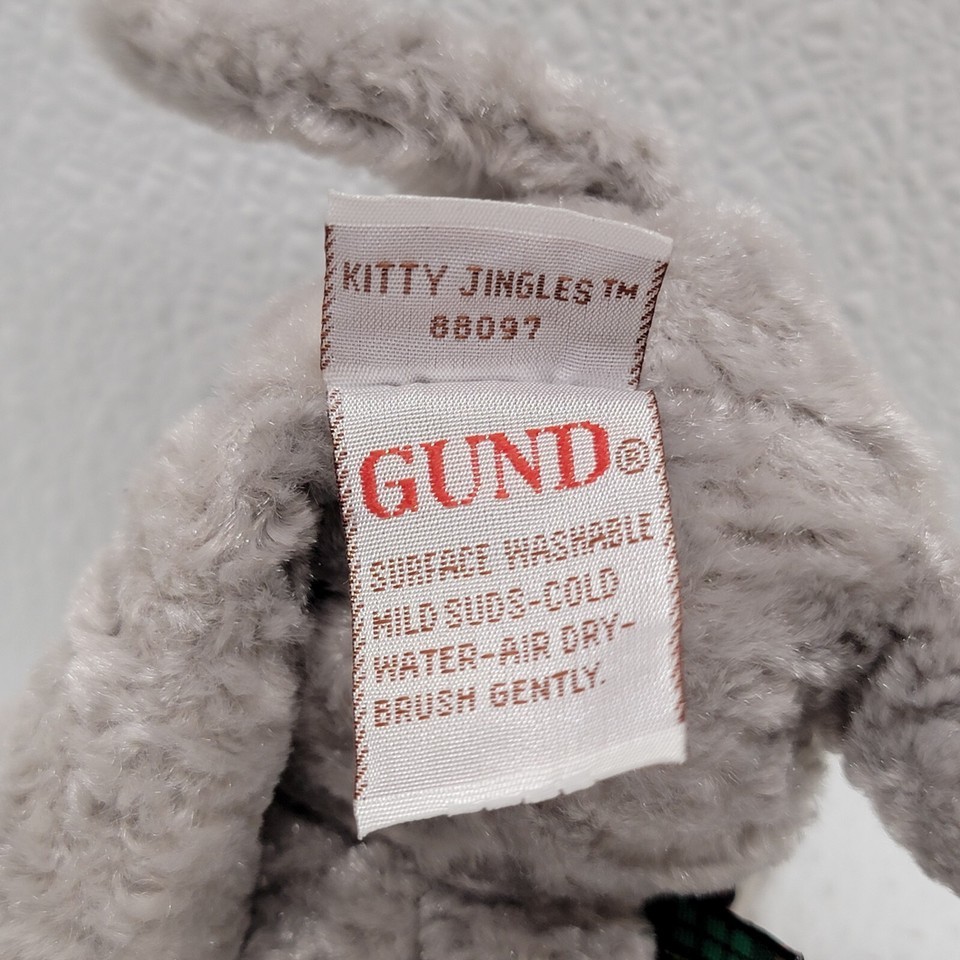 KITTY JINGLES™
88097
GUND®
SURFACE WASHABLE
MILD SUDS-COLD
WATER-AIR DRY-
BRUSH GENTLY.